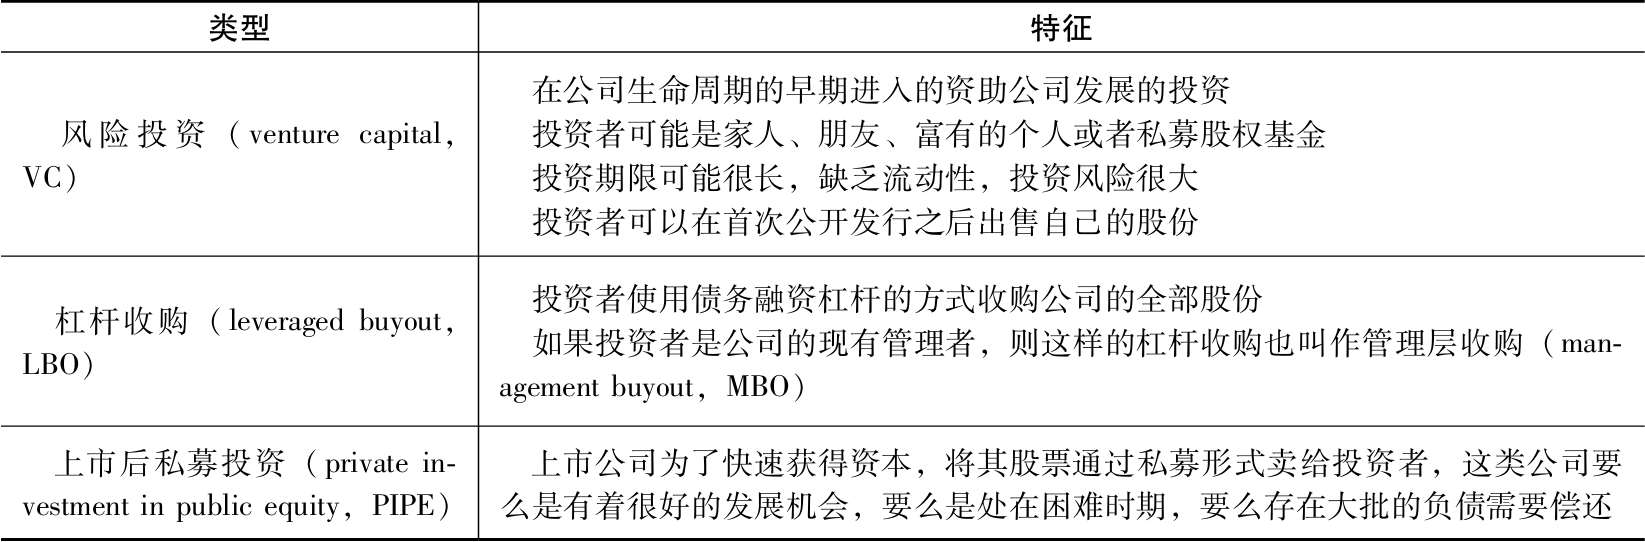 类型
特征
风险投资（venture capital,
VC）
在公司生命周期的早期进入的资助公司发展的投资
投资者可能是家人、朋友、富有的个人或者私募股权基金
投资期限可能很长，缺乏流动性，投资风险很大
投资者可以在首次公开发行之后出售自己的股份
杠杆收购（leveraged buyout,
LBO）
投资者使用债务融资杠杆的方式收购公司的全部股份
如果投资者是公司的现有管理者，则这样的杠杆收购也叫作管理层收购（man-
agement buyout，MBO）
上市后私募投资（private in-
vestment in public equity，PIPE）
上市公司为了快速获得资本，将其股票通过私募形式卖给投资者，这类公司要
么是有着很好的发展机会，要么是处在困难时期，要么存在大批的负债需要偿还